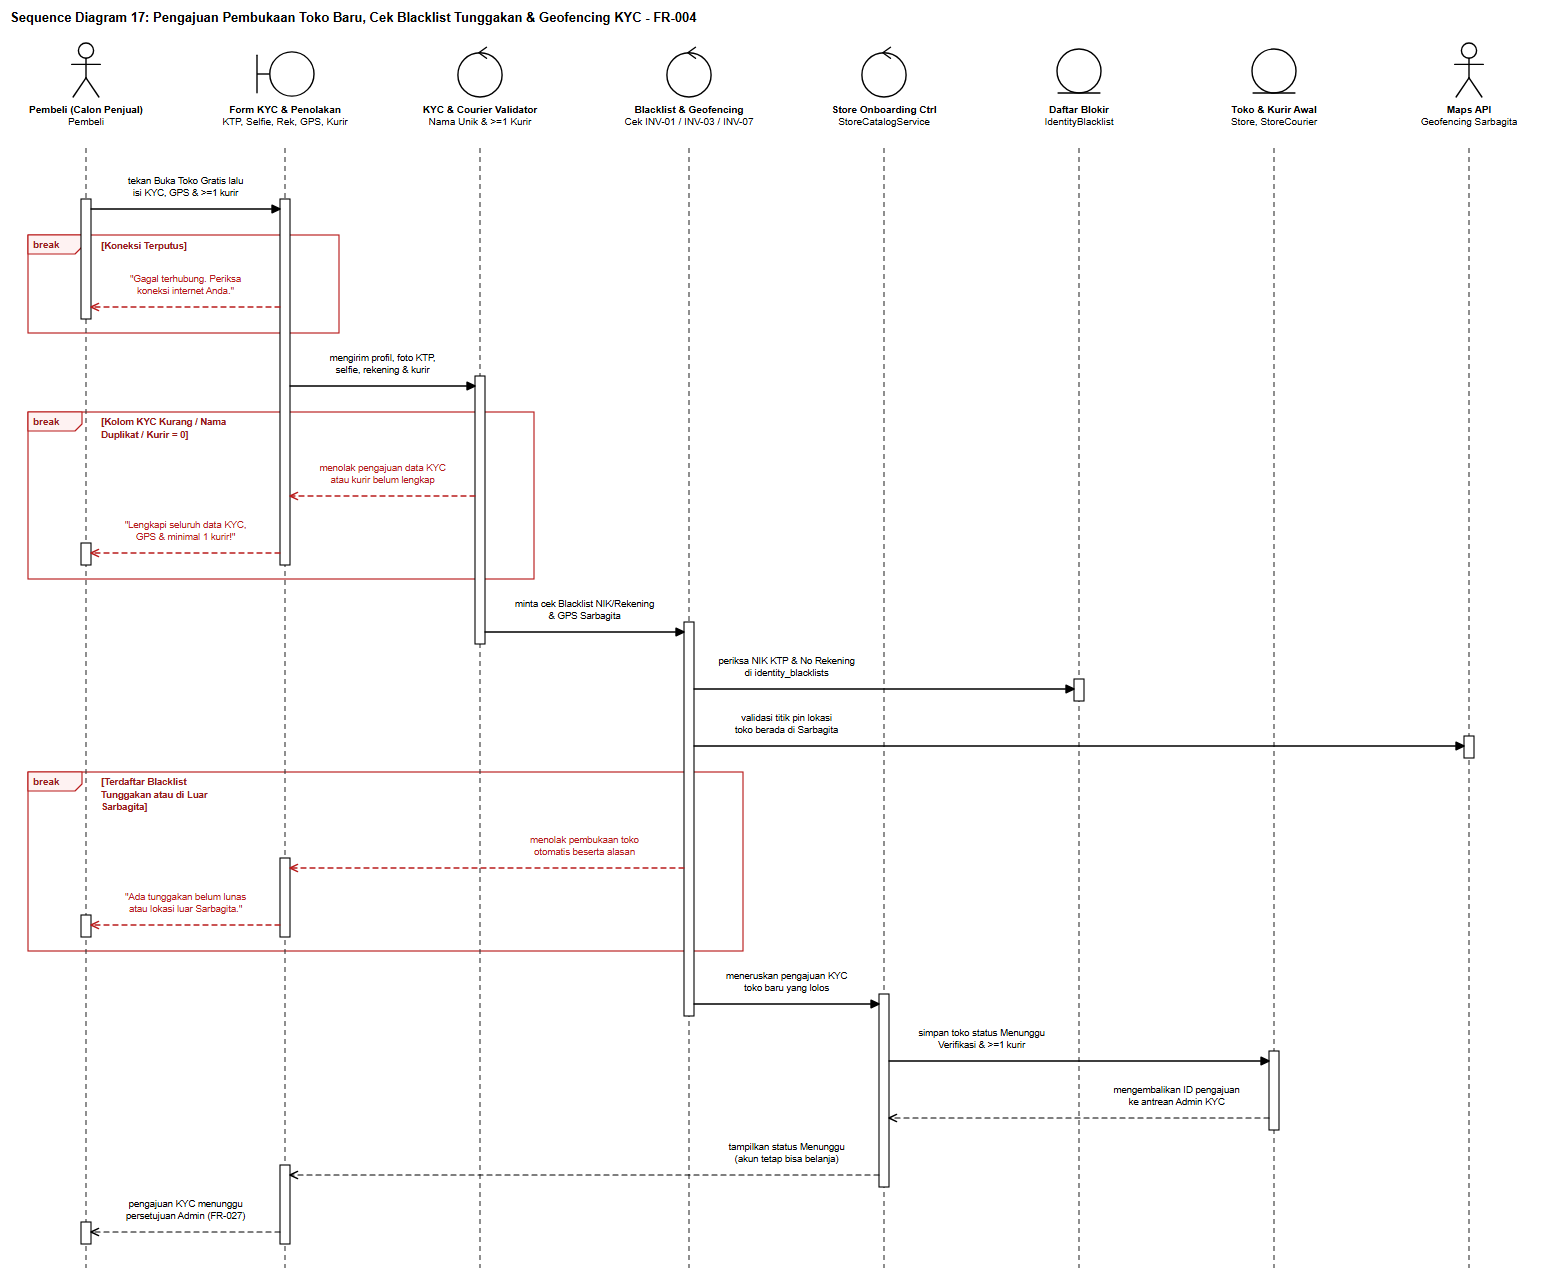 Sequence Diagram 17: Pengajuan Pembukaan Toko Baru, Cek Blacklist Tunggakan & Geofencing KYC - FR-004
Pembeli (Calon Penjual)
Pembeli
Form KYC & Penolakan
KTP, Selfie, Rek, GPS, Kurir
KYC & Courier Validator
Nama Unik & >=1 Kurir
Blacklist & Geofencing
Cek INV-01 / INV-03 / INV-07
Store Onboarding Ctrl
StoreCatalogService
Daftar Blokir
IdentityBlacklist
Toko & Kurir Awal
Store, StoreCourier
Maps API
Geofencing Sarbagita
tekan Buka Toko Gratis lalu
isi KYC, GPS & >=1 kurir
break
[Koneksi Terputus]
"Gagal terhubung. Periksa
koneksi internet Anda."
mengirim profil, foto KTP,
selfie, rekening & kurir
break
[Kolom KYC Kurang / Nama
Duplikat / Kurir = 0]
menolak pengajuan data KYC
atau kurir belum lengkap
"Lengkapi seluruh data KYC,
GPS & minimal 1 kurir!"
minta cek Blacklist NIK/Rekening
& GPS Sarbagita
periksa NIK KTP & No Rekening
di identity_blacklists
validasi titik pin lokasi
toko berada di Sarbagita
break
[Terdaftar Blacklist
Tunggakan atau di Luar
Sarbagita]
menolak pembukaan toko
otomatis beserta alasan
"Ada tunggakan belum lunas
atau lokasi luar Sarbagita."
meneruskan pengajuan KYC
toko baru yang lolos
simpan toko status Menunggu
Verifikasi & >=1 kurir
mengembalikan ID pengajuan
ke antrean Admin KYC
tampilkan status Menunggu
(akun tetap bisa belanja)
pengajuan KYC menunggu
persetujuan Admin (FR-027)